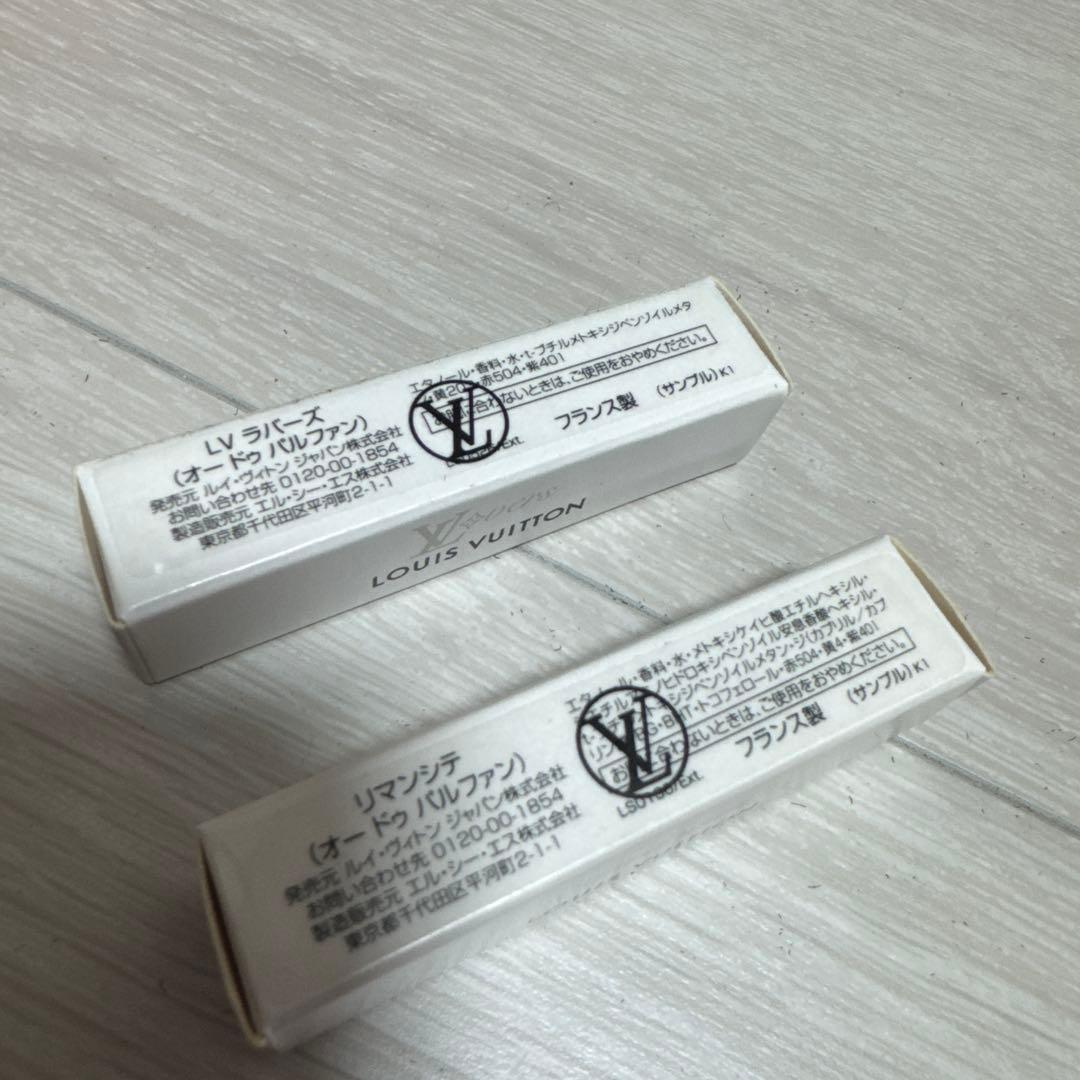 LV ラバーズ
(オー ドゥ パルファン)
発売元 ルイ・ヴィトン ジャパン株式会社
お問い合わせ先 0120-00-1854
製造販売元 エル・シー・エス株式会社
東京都千代田区平河町2-1-1
エタノール・香料・水・t-ブチルメトキシジベンゾイルメタ
・赤504・紫401
合わないときは、ご使用をおやめください。
Ext.
フランス製
(サンプル)K1
LV
LV Lovers
LOUIS VUITTON
リマンシテ
(オー ドゥ パルファン)
発売元 ルイ・ヴィトン ジャパン株式会社
お問い合わせ先 0120-00-1854
製造販売元 エル・シー・エス株式会社
東京都千代田区平河町2-1-1
エタノール・香料・水・メトキシケイヒ酸エチルヘキシル・
ヒドロキシベンゾイル安息香酸ヘキシル・
シジベンゾイルメタン・ジ(カプリル/カプ
リン・トコフェロール・赤504・黄4・紫401
合わないときは、ご使用をおやめください。
Ext.
フランス製
(サンプル)K1
LV